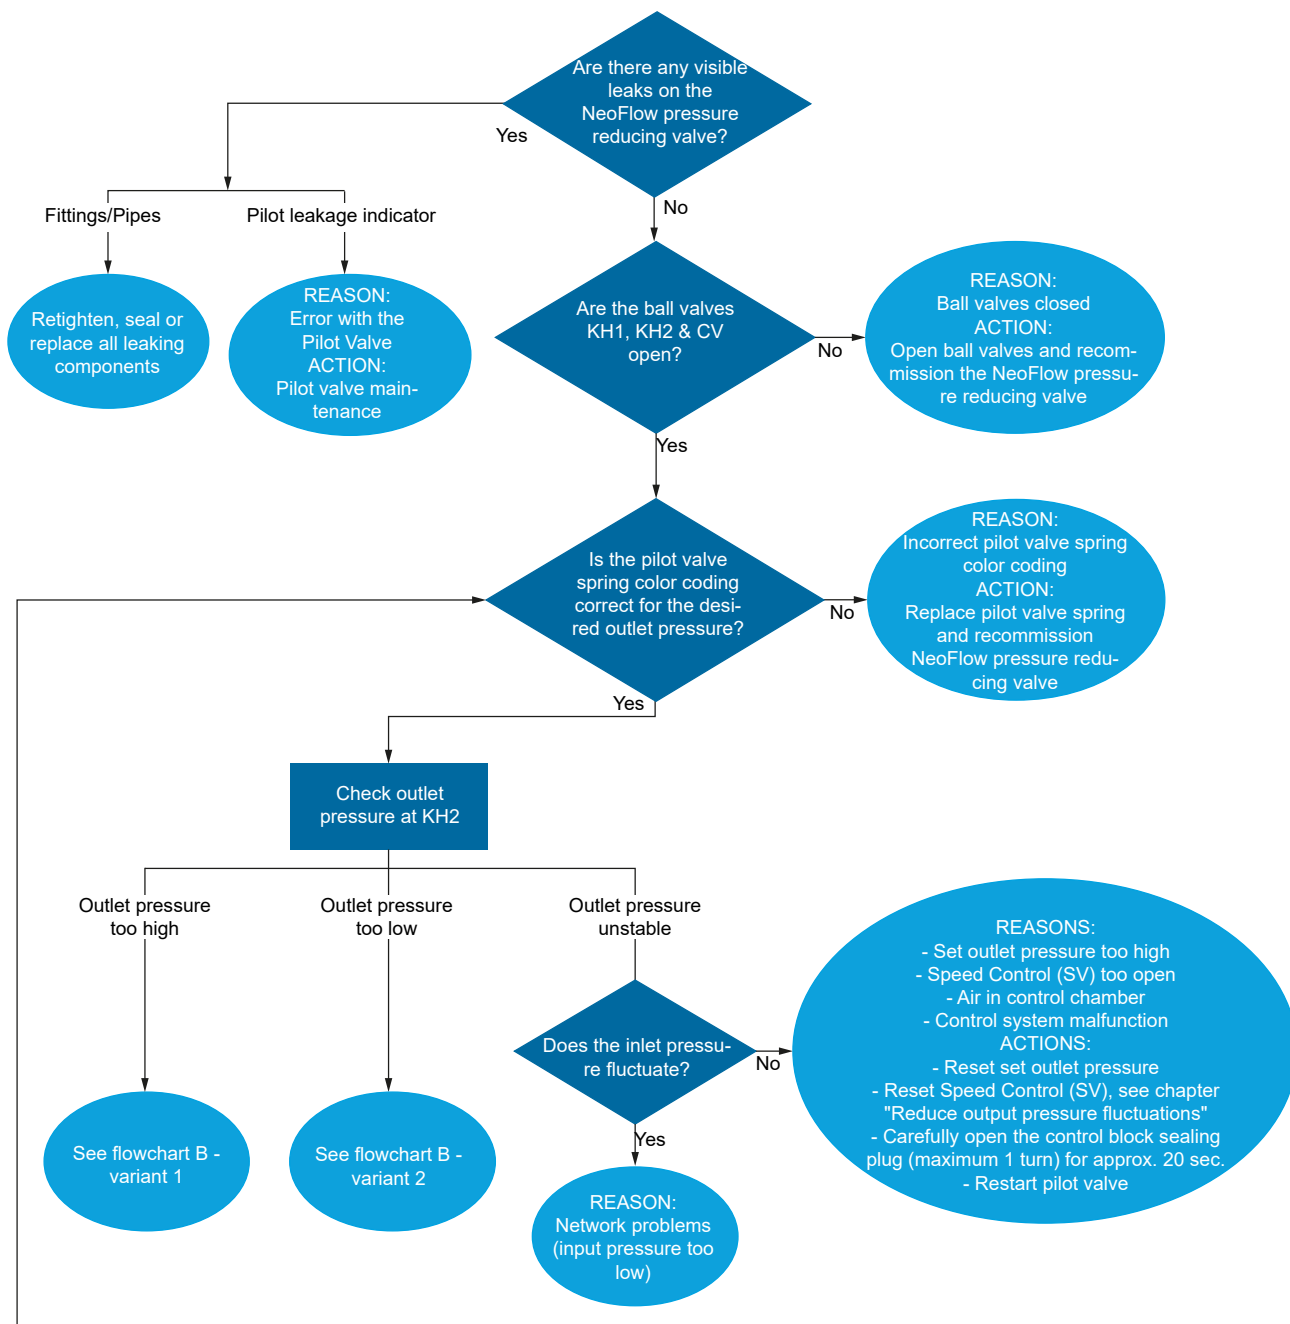 Are there any visible
leaks on the
NeoFlow pressure
reducing valve?
Yes
No
Fittings/Pipes
Pilot leakage indicator
Retighten, seal or
replace all leaking
components
REASON:
Error with the
Pilot Valve
ACTION:
Pilot valve main-
tenance
Are the ball valves
KH1, KH2 & CV
open?
No
Yes
REASON:
Ball valves closed
ACTION:
Open ball valves and recom-
mission the NeoFlow pressu-
re reducing valve
Is the pilot valve
spring color coding
correct for the desi-
red outlet pressure?
No
Yes
REASON:
Incorrect pilot valve spring
color coding
ACTION:
Replace pilot valve spring
and recommission
NeoFlow pressure redu-
cing valve
Check outlet
pressure at KH2
Outlet pressure
too high
Outlet pressure
too low
Outlet pressure
unstable
See flowchart B -
variant 1
See flowchart B -
variant 2
Does the inlet pressu-
re fluctuate?
No
Yes
REASON:
Network problems
(input pressure too
low)
REASONS:
- Set outlet pressure too high
- Speed Control (SV) too open
- Air in control chamber
- Control system malfunction
ACTIONS:
- Reset set outlet pressure
- Reset Speed Control (SV), see chapter
"Reduce output pressure fluctuations"
- Carefully open the control block sealing
plug (maximum 1 turn) for approx. 20 sec.
- Restart pilot valve